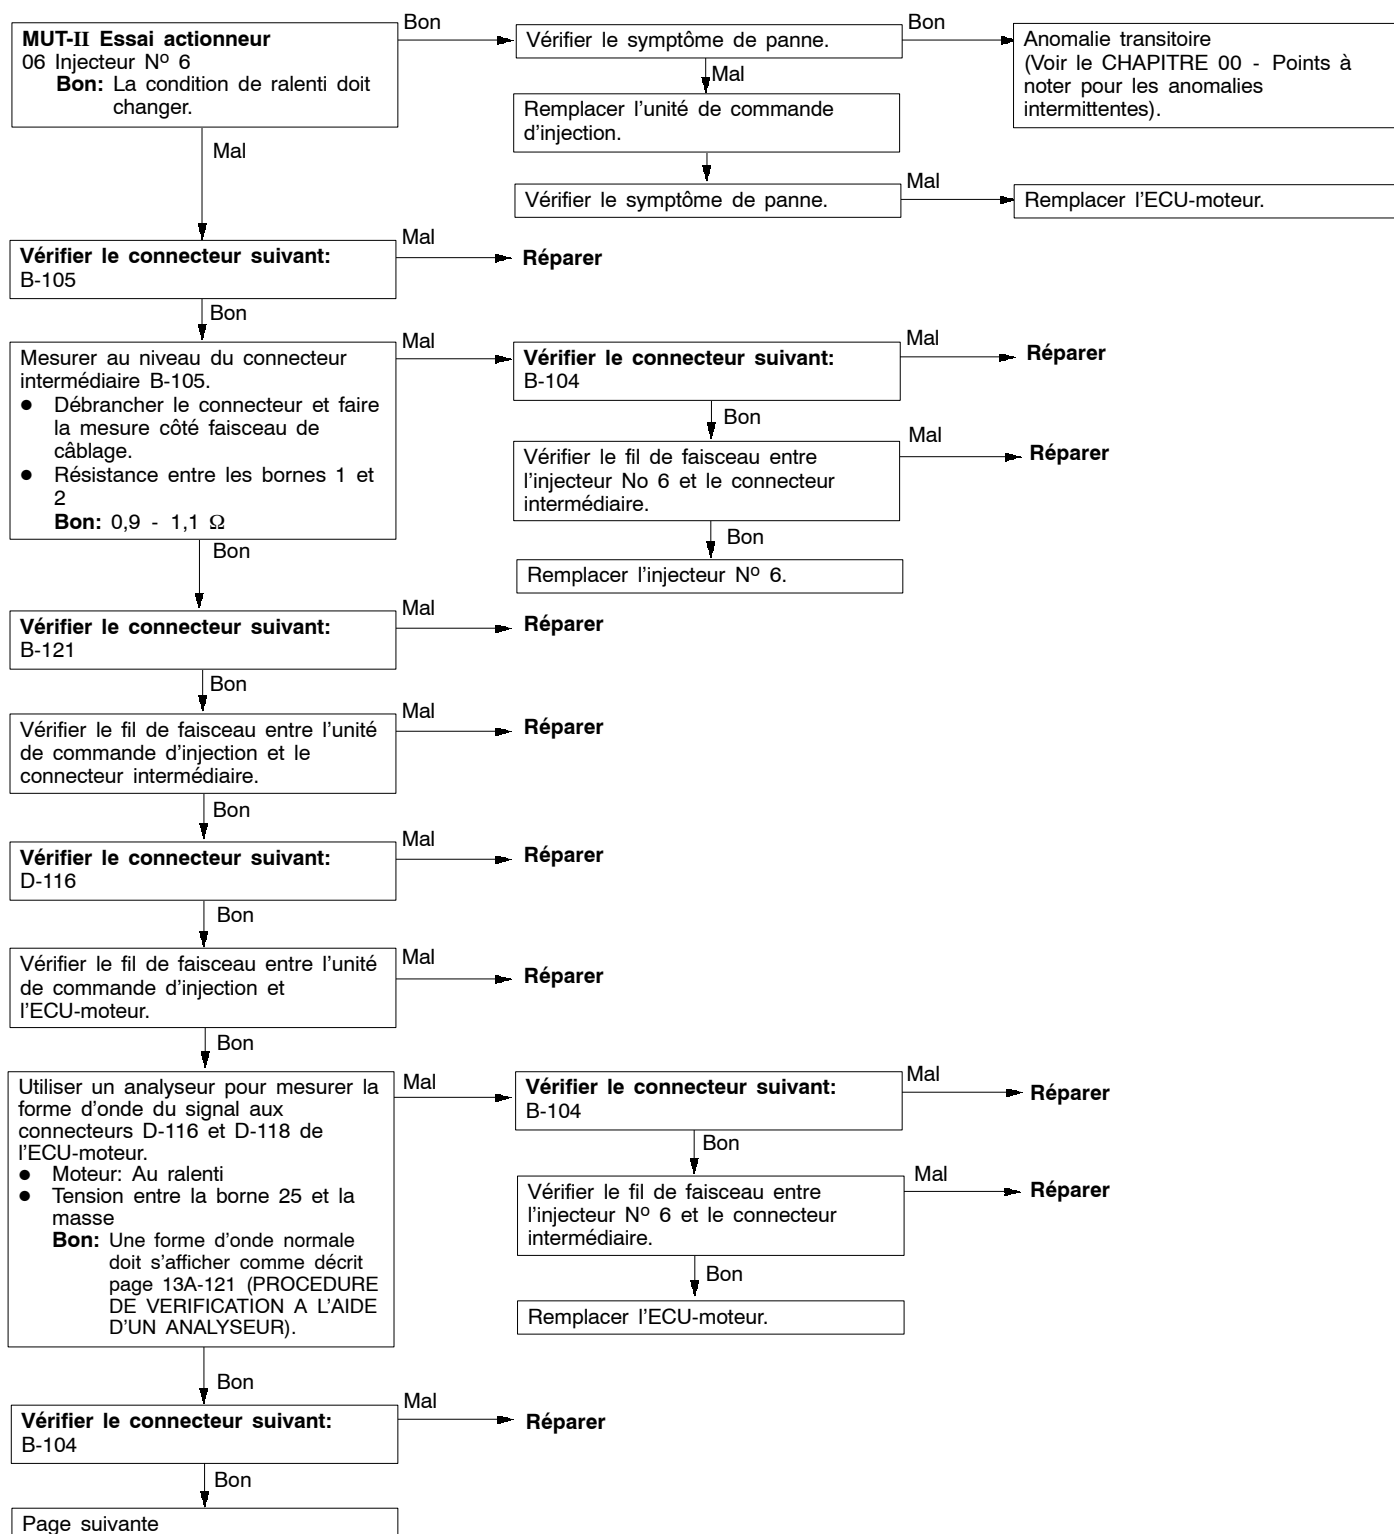 MUT-II Essai actionneur
06 Injecteur Nº 6
Bon: La condition de ralenti doit
changer.
Bon
Vérifier le symptôme de panne.
Bon
Anomalie transitoire
(Voir le CHAPITRE 00 - Points à
noter pour les anomalies
intermittentes).
Mal
Remplacer l'unité de commande
d'injection.
Mal
Vérifier le symptôme de panne.
Mal
Remplacer l'ECU-moteur.
Vérifier le connecteur suivant:
B-105
Mal
Réparer
Bon
Mesurer au niveau du connecteur
intermédiaire B-105.
● Débrancher le connecteur et faire
la mesure côté faisceau de
câblage.
● Résistance entre les bornes 1 et
2
Bon: 0,9 - 1,1 Ω
Mal
Vérifier le connecteur suivant:
B-104
Mal
Réparer
Bon
Vérifier le fil de faisceau entre
l'injecteur No 6 et le connecteur
intermédiaire.
Mal
Réparer
Bon
Remplacer l'injecteur Nº 6.
Bon
Vérifier le connecteur suivant:
B-121
Mal
Réparer
Bon
Vérifier le fil de faisceau entre l'unité
de commande d'injection et le
connecteur intermédiaire.
Mal
Réparer
Bon
Vérifier le connecteur suivant:
D-116
Mal
Réparer
Bon
Vérifier le fil de faisceau entre l'unité
de commande d'injection et
l'ECU-moteur.
Mal
Réparer
Bon
Utiliser un analyseur pour mesurer la
forme d'onde du signal aux
connecteurs D-116 et D-118 de
l'ECU-moteur.
● Moteur: Au ralenti
● Tension entre la borne 25 et la
masse
Bon: Une forme d'onde normale
doit s'afficher comme décrit
page 13A-121 (PROCEDURE
DE VERIFICATION A L'AIDE
D'UN ANALYSEUR).
Mal
Vérifier le connecteur suivant:
B-104
Mal
Réparer
Bon
Vérifier le fil de faisceau entre
l'injecteur Nº 6 et le connecteur
intermédiaire.
Mal
Réparer
Bon
Remplacer l'ECU-moteur.
Bon
Vérifier le connecteur suivant:
B-104
Mal
Réparer
Bon
Page suivante